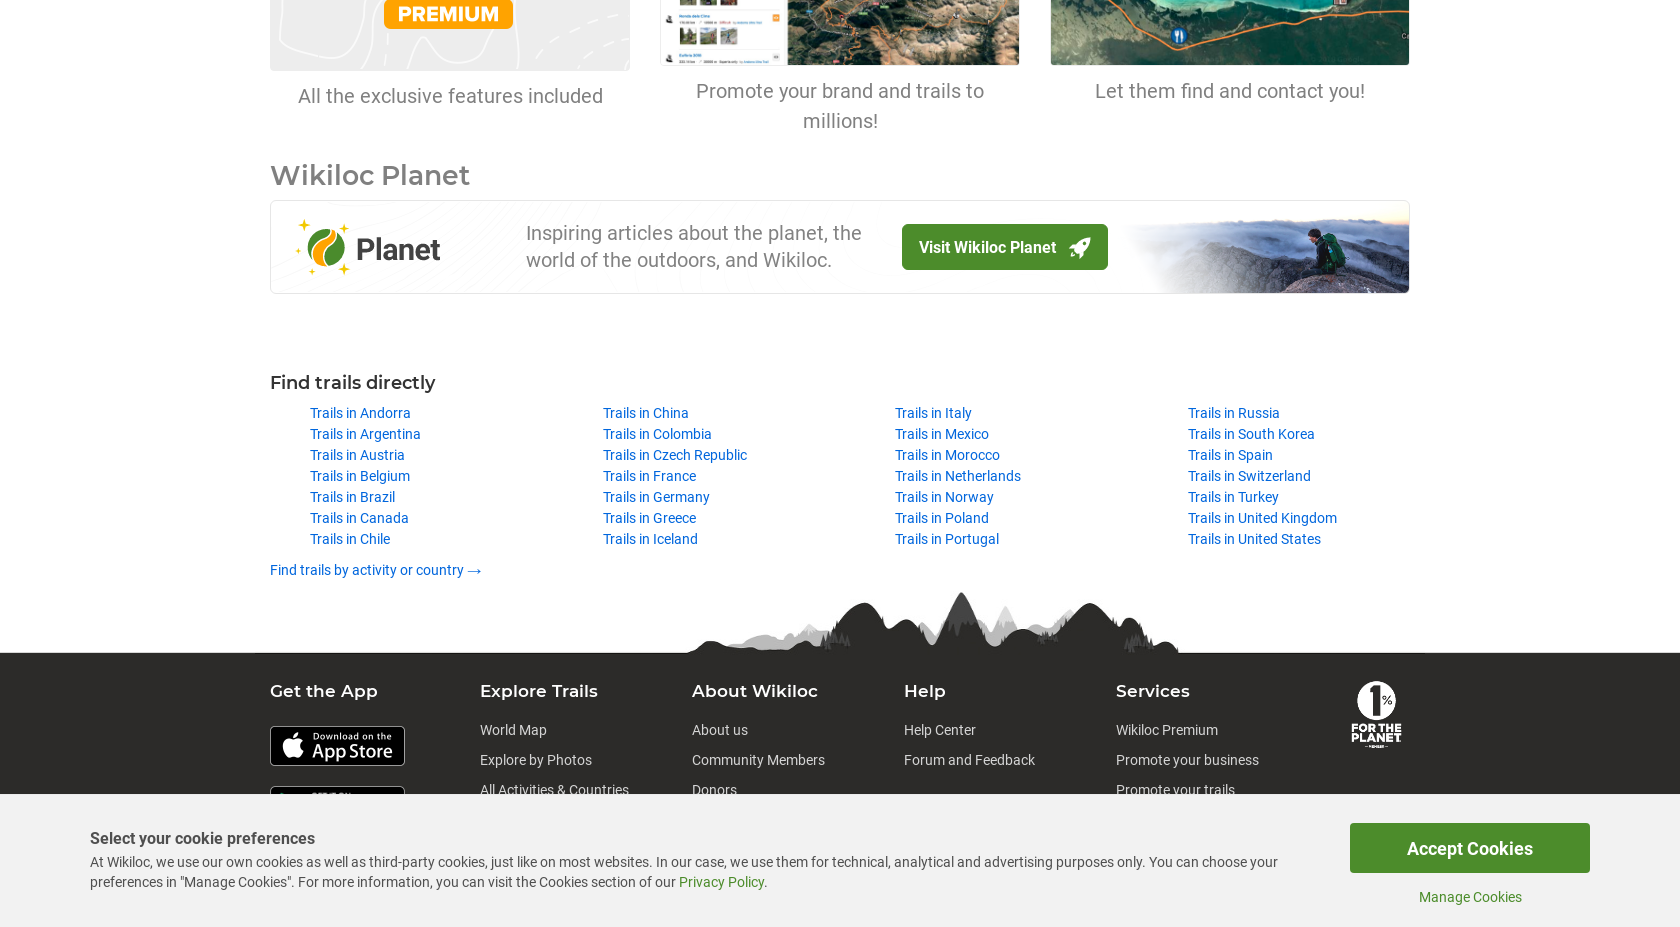 PREMIUM
All the exclusive features included
Promote your brand and trails to
millions!
Let them find and contact you!
Wikiloc Planet
Planet
Inspiring articles about the planet, the
world of the outdoors, and Wikiloc.
Visit Wikiloc Planet
Find trails directly
Trails in Andorra
Trails in Argentina
Trails in Austria
Trails in Belgium
Trails in Brazil
Trails in Canada
Trails in Chile
Trails in China
Trails in Colombia
Trails in Czech Republic
Trails in France
Trails in Germany
Trails in Greece
Trails in Iceland
Trails in Italy
Trails in Mexico
Trails in Morocco
Trails in Netherlands
Trails in Norway
Trails in Poland
Trails in Portugal
Trails in Russia
Trails in South Korea
Trails in Spain
Trails in Switzerland
Trails in Turkey
Trails in United Kingdom
Trails in United States
Find trails by activity or country →
Get the App
Download on the
App Store
Explore Trails
World Map
Explore by Photos
All Activities & Countries
About Wikiloc
About us
Community Members
Donors
Help
Help Center
Forum and Feedback
Services
Wikiloc Premium
Promote your business
Promote your trails
1%
FOR THE
PLANET
MEMBER
Select your cookie preferences
At Wikiloc, we use our own cookies as well as third-party cookies, just like on most websites. In our case, we use them for technical, analytical and advertising purposes only. You can choose your
preferences in "Manage Cookies". For more information, you can visit the Cookies section of our Privacy Policy.
Accept Cookies
Manage Cookies